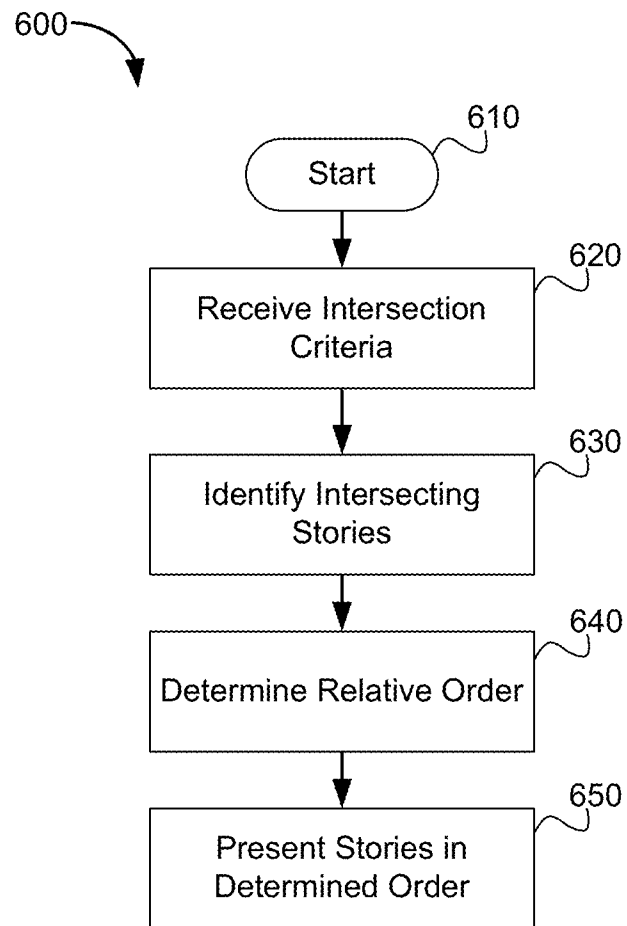 600
610
Start
620
Receive Intersection
Criteria
630
Identify Intersecting
Stories
640
Determine Relative Order
650
Present Stories in
Determined Order